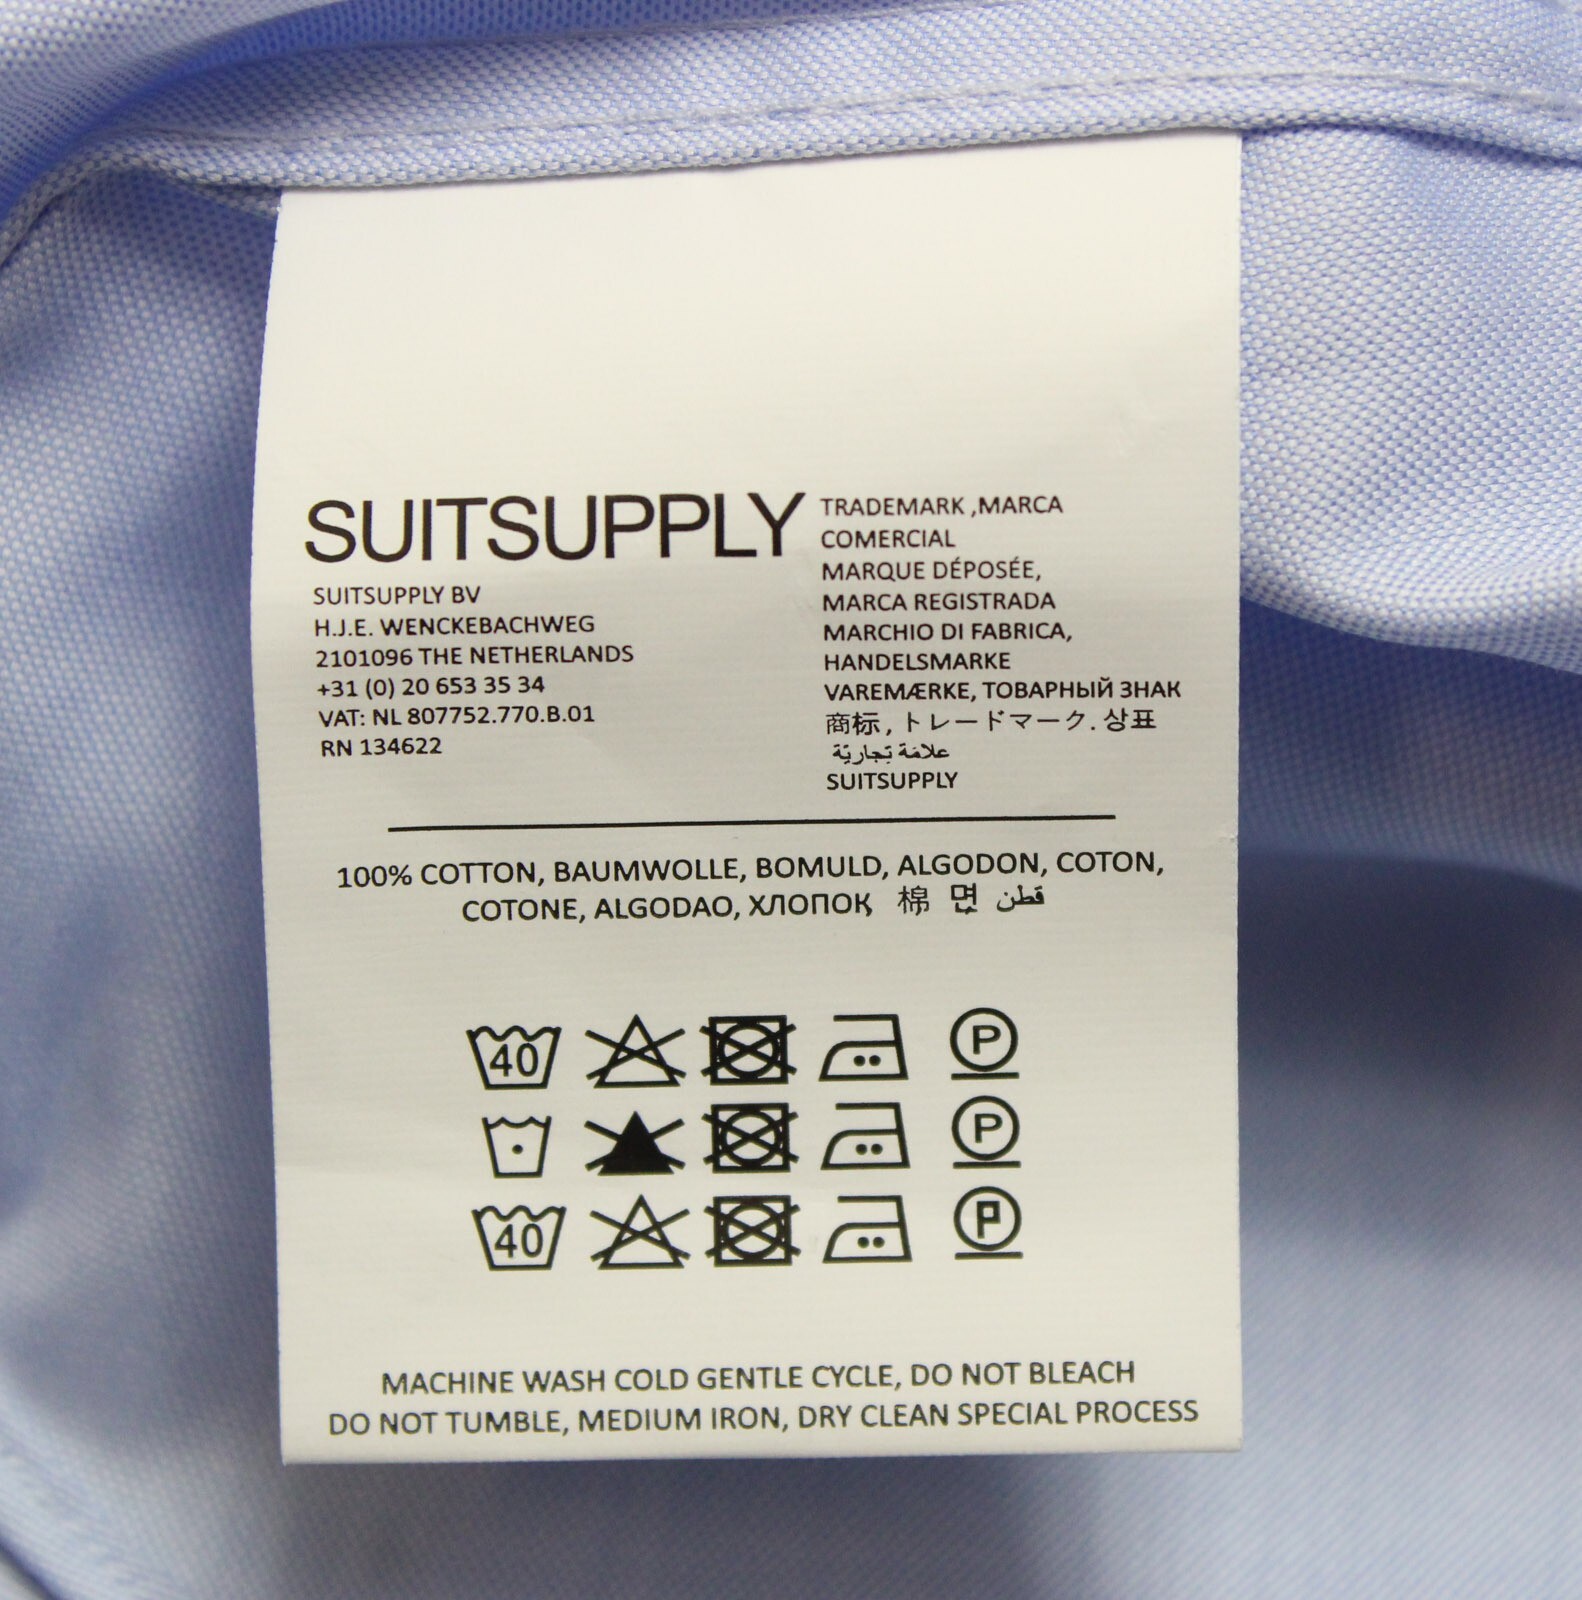 SUITSUPPLY
SUITSUPPLY BV
H.J.E. WENCKEBACHWEG
2101096 THE NETHERLANDS
+31 (0) 20 653 35 34
VAT: NL 807752.770.B.01
RN 134622
TRADEMARK ,MARCA
COMERCIAL
MARQUE DÉPOSÉE,
MARCA REGISTRADA
MARCHIO DI FABRICA,
HANDELSMARKE
VAREMÆRKE, ТОВАРНЫЙ ЗНАК
商标, トレードマーク. 상표
علامَة تِجاريّة
SUITSUPPLY
100% COTTON, BAUMWOLLE, BOMULD, ALGODON, COTON,
COTONE, ALGODAO, ХЛОПОҚ 棉 면 قطن
40 P
P
40 P
MACHINE WASH COLD GENTLE CYCLE, DO NOT BLEACH
DO NOT TUMBLE, MEDIUM IRON, DRY CLEAN SPECIAL PROCESS